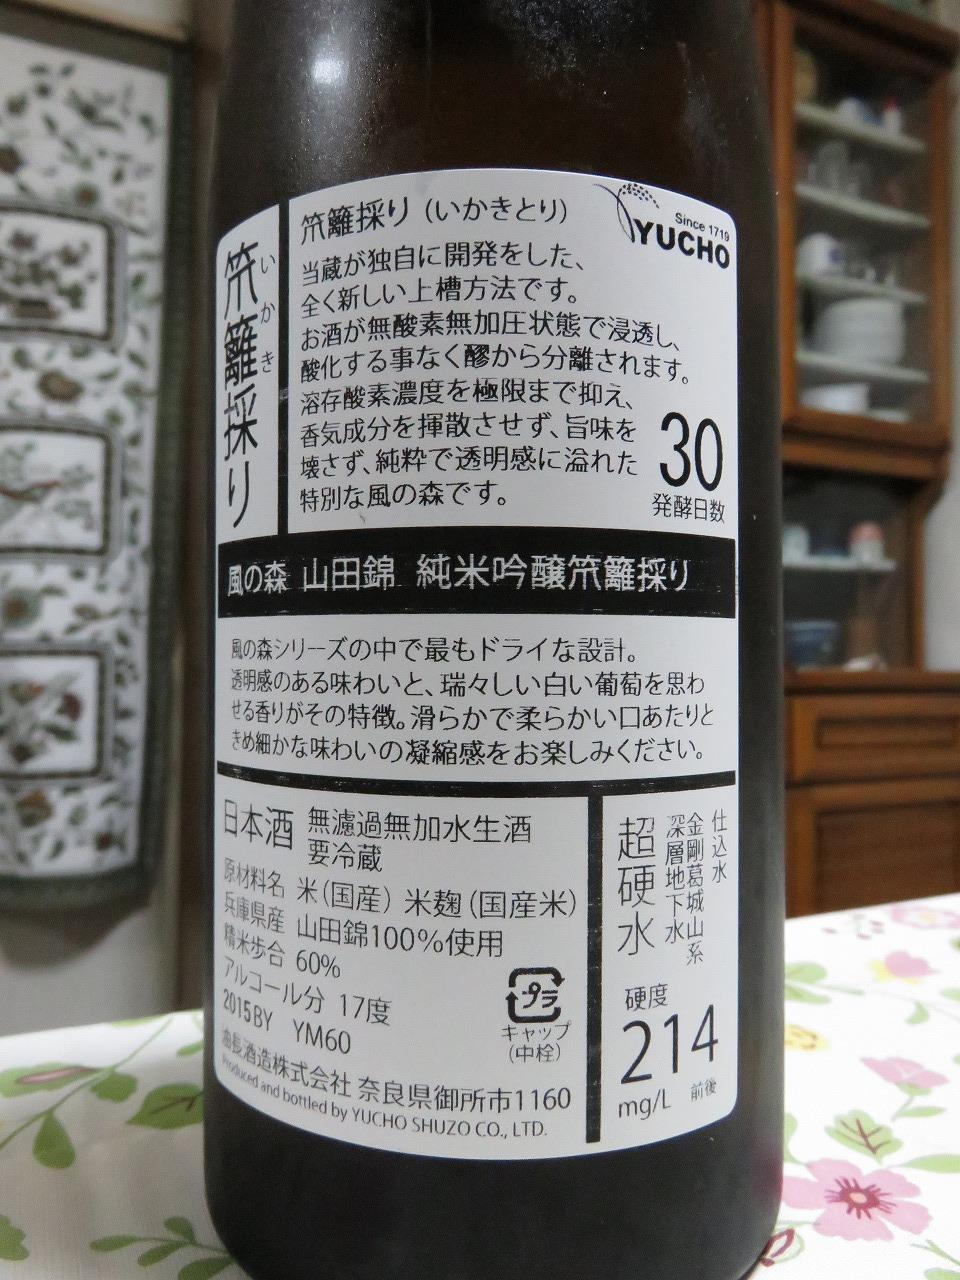 笊籬採り
いかき
笊籬採り（いかきとり）
Since 1719
YUCHO
当蔵が独自に開発をした、
全く新しい上槽方法です。
お酒が無酸素無加圧状態で浸透し、
酸化する事なく醪から分離されます。
溶存酸素濃度を極限まで抑え、
香気成分を揮散させず、旨味を
壊さず、純粋で透明感に溢れた
特別な風の森です。
30
発酵日数
風の森 山田錦 純米吟醸笊籬採り
風の森シリーズの中で最もドライな設計。
透明感のある味わいと、瑞々しい白い葡萄を思わ
せる香りがその特徴。滑らかで柔らかい口あたりと
きめ細かな味わいの凝縮感をお楽しみください。
日本酒
無濾過無加水生酒
要冷蔵
原材料名 米（国産） 米麹（国産米）
兵庫県産 山田錦100%使用
精米歩合 60%
アルコール分 17度
2015BY YM60
プラ
キャップ
（中栓）
油長酒造株式会社 奈良県御所市1160
Produced and bottled by YUCHO SHUZO CO., LTD.
仕込水
金剛葛城山系
深層地下水
超硬水
硬度
214
mg/L 前後